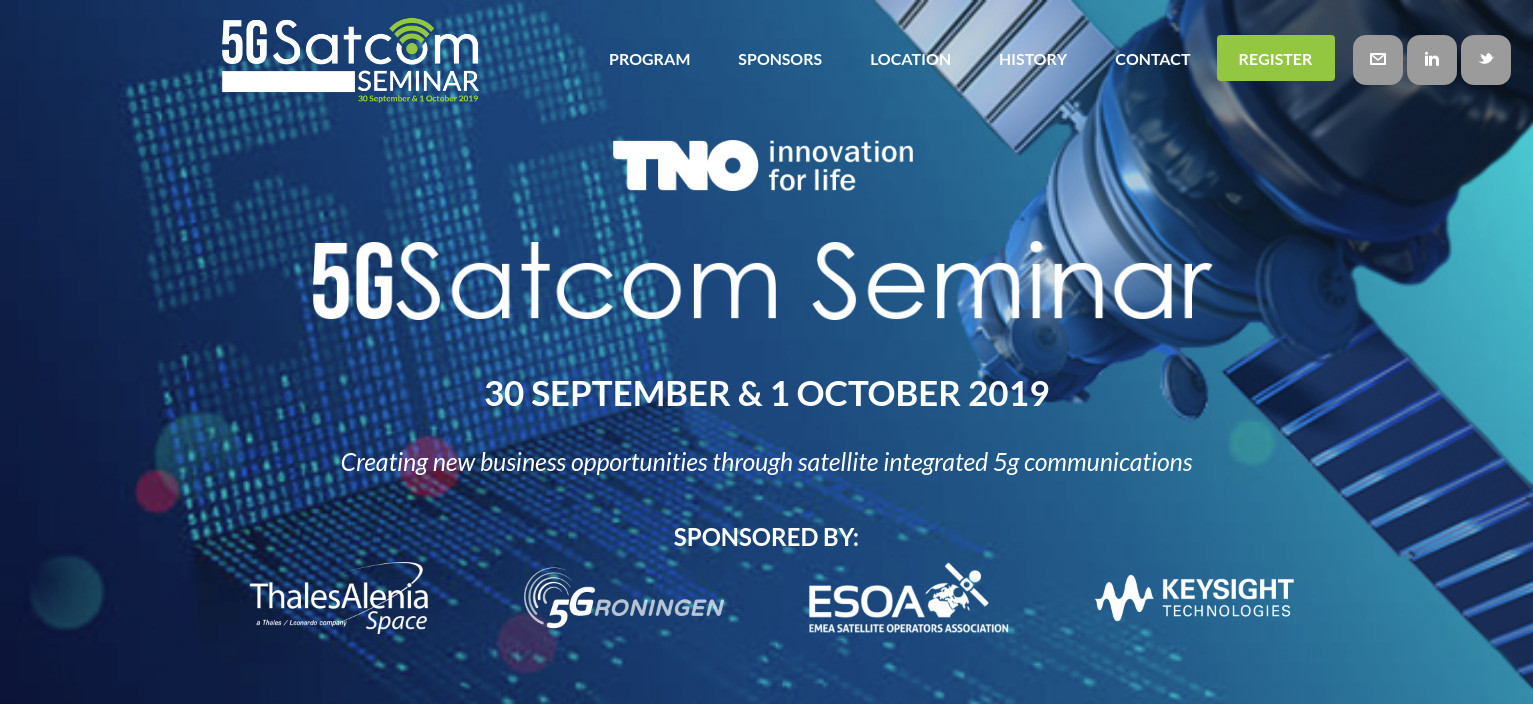 5GSatcom
SEMINAR
30 September & 1 October 2019
PROGRAM
SPONSORS
LOCATION
HISTORY
CONTACT
REGISTER
in
TNO innovation
for life
5GSatcom Seminar
30 SEPTEMBER & 1 OCTOBER 2019
Creating new business opportunities through satellite integrated 5g communications
SPONSORED BY:
ThalesAlenia
a Thales / Leonardo company
Space
5GRONINGEN
ESOA
EMEA SATELLITE OPERATORS ASSOCIATION
KEYSIGHT
TECHNOLOGIES